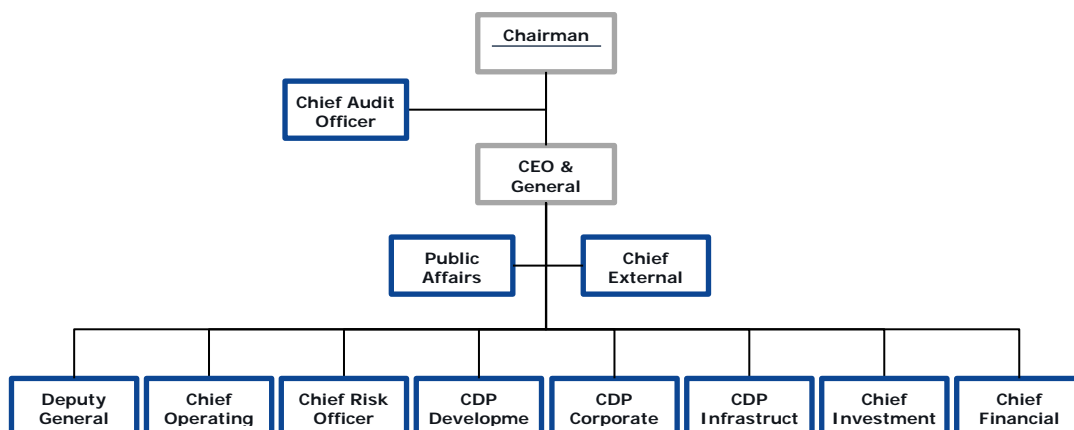 Chairman
Chief Audit
Officer
CEO &
General
Public
Affairs
Chief
External
Deputy
General
Chief
Operating
Chief Risk
Officer
CDP
Developme
CDP
Corporate
CDP
Infrastruct
Chief
Investment
Chief
Financial